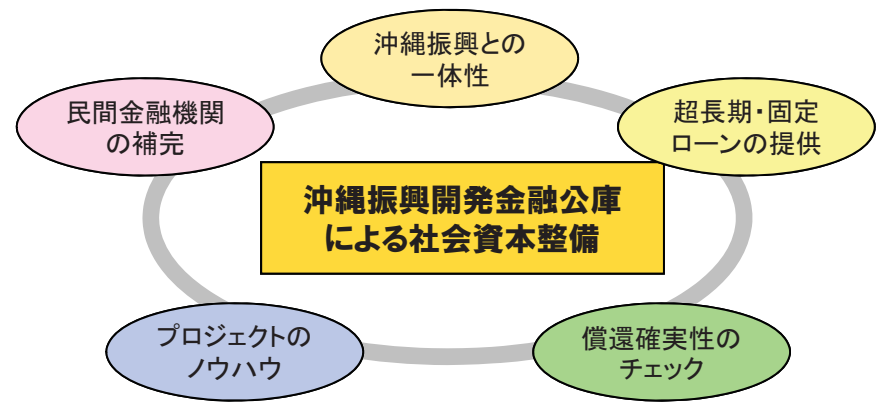 沖縄振興との
一体性
民間金融機関
の補完
超長期・固定
ローンの提供
沖縄振興開発金融公庫
による社会資本整備
プロジェクトの
ノウハウ
償還確実性の
チェック